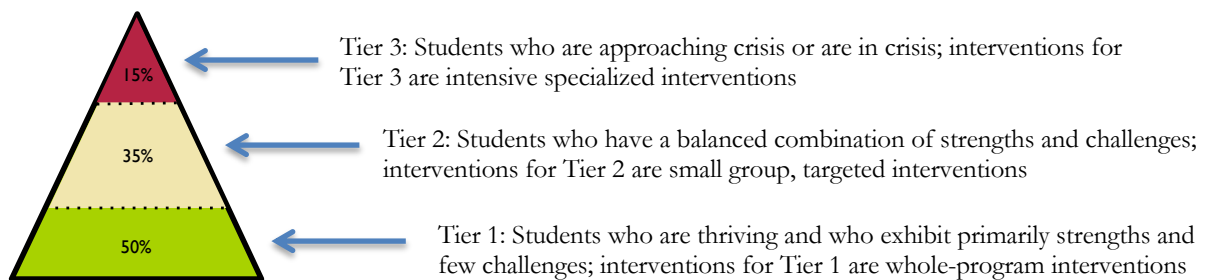 15%
Tier 3: Students who are approaching crisis or are in crisis; interventions for
Tier 3 are intensive specialized interventions
35%
Tier 2: Students who have a balanced combination of strengths and challenges;
interventions for Tier 2 are small group, targeted interventions
50%
Tier 1: Students who are thriving and who exhibit primarily strengths and
few challenges; interventions for Tier 1 are whole-program interventions